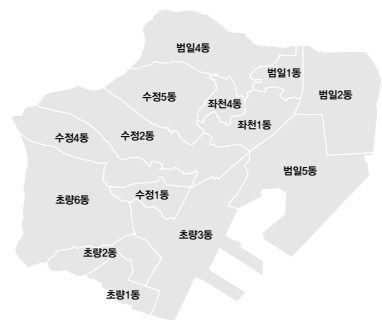 범일4동
범일1동
범일2동
수정5동
좌천4동
좌천1동
수정4동
수정2동
범일5동
수정1동
초량6동
초량3동
초량2동
초량1동